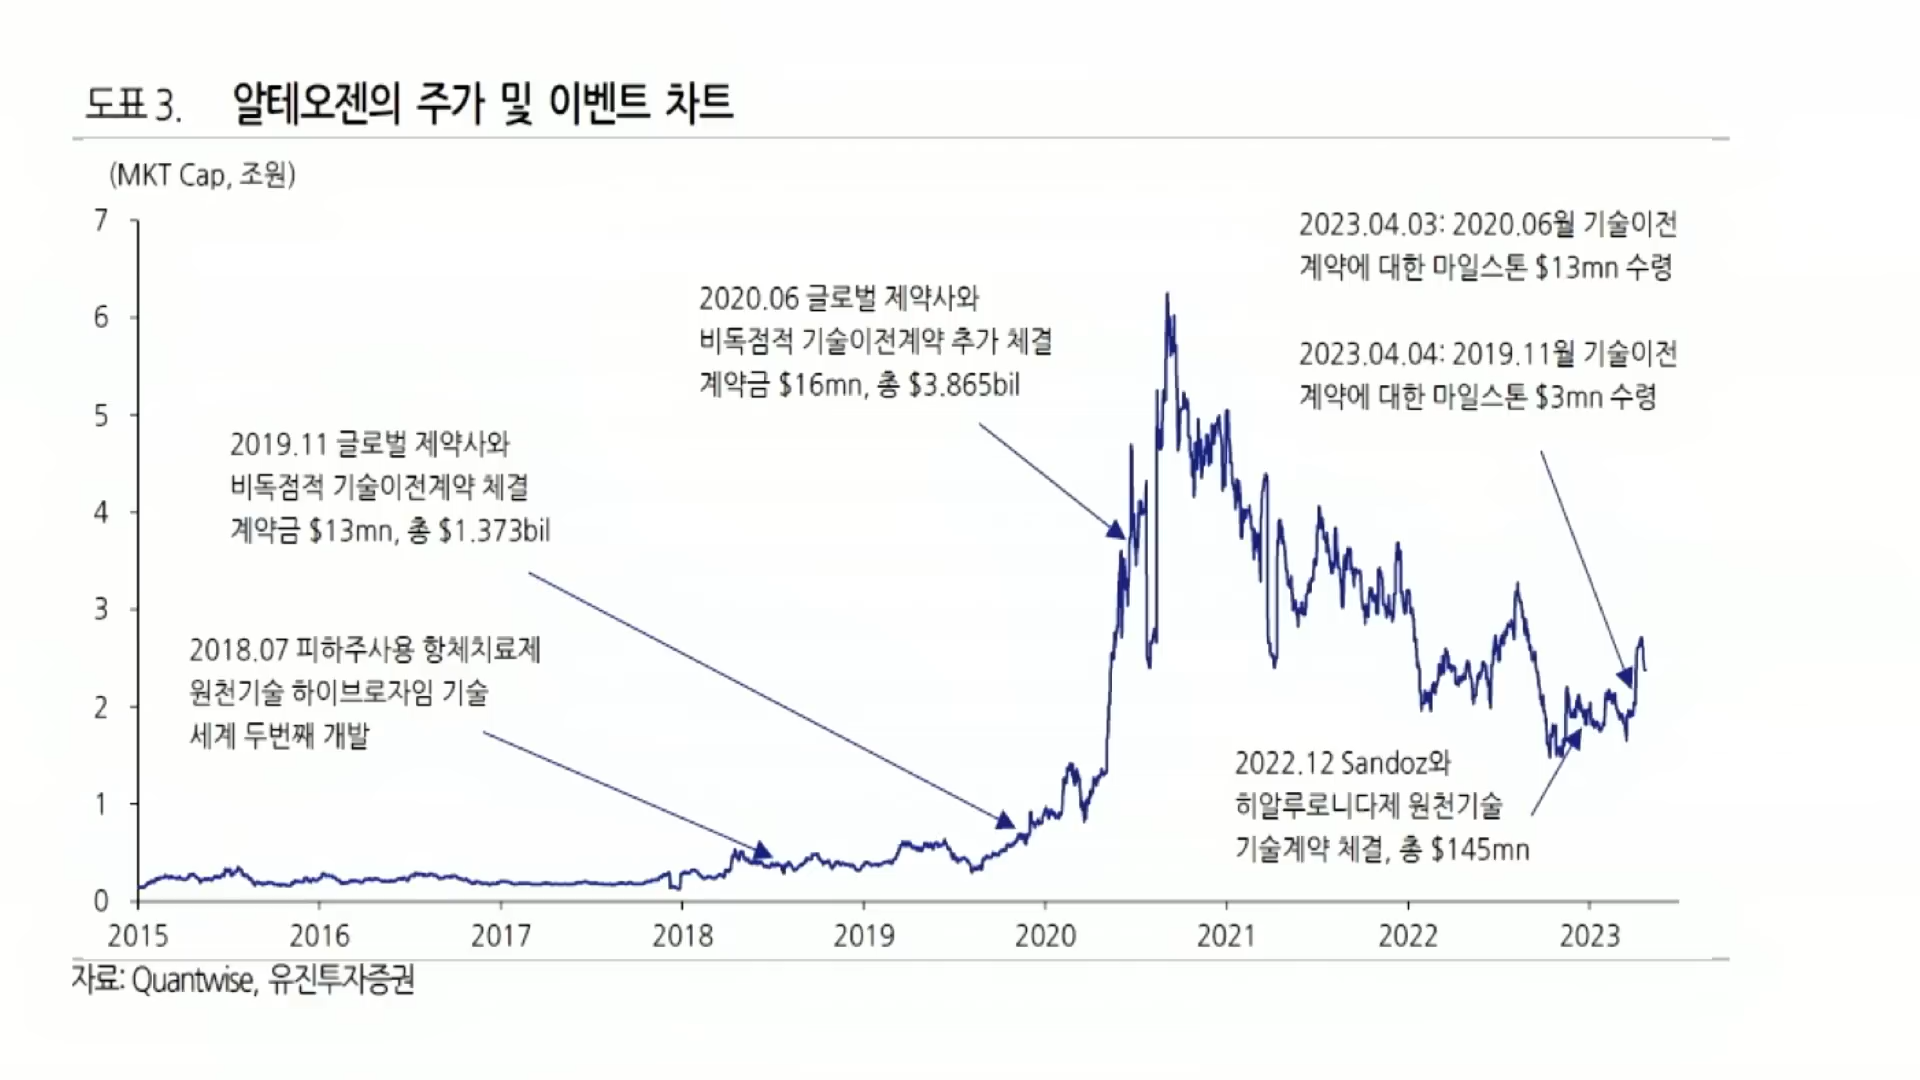 도표 3. 알테오젠의 주가 및 이벤트 차트
(MKT Cap, 조원)
7
6
5
4
3
2
1
0
2018.07 피하주사용 항체치료제
원천기술 하이브로자임 기술
세계 두번째 개발
2019.11 글로벌 제약사와
비독점적 기술이전계약 체결
계약금 $13mn, 총 $1.373bil
2020.06 글로벌 제약사와
비독점적 기술이전계약 추가 체결
계약금 $16mn, 총 $3.865bil
2023.04.03: 2020.06월 기술이전
계약에 대한 마일스톤 $13mn 수령
2023.04.04: 2019.11월 기술이전
계약에 대한 마일스톤 $3mn 수령
2022.12 Sandoz와
히알루로니다제 원천기술
기술계약 체결, 총 $145mn
2015 2016 2017 2018 2019 2020 2021 2022 2023
자료: Quantwise, 유진투자증권